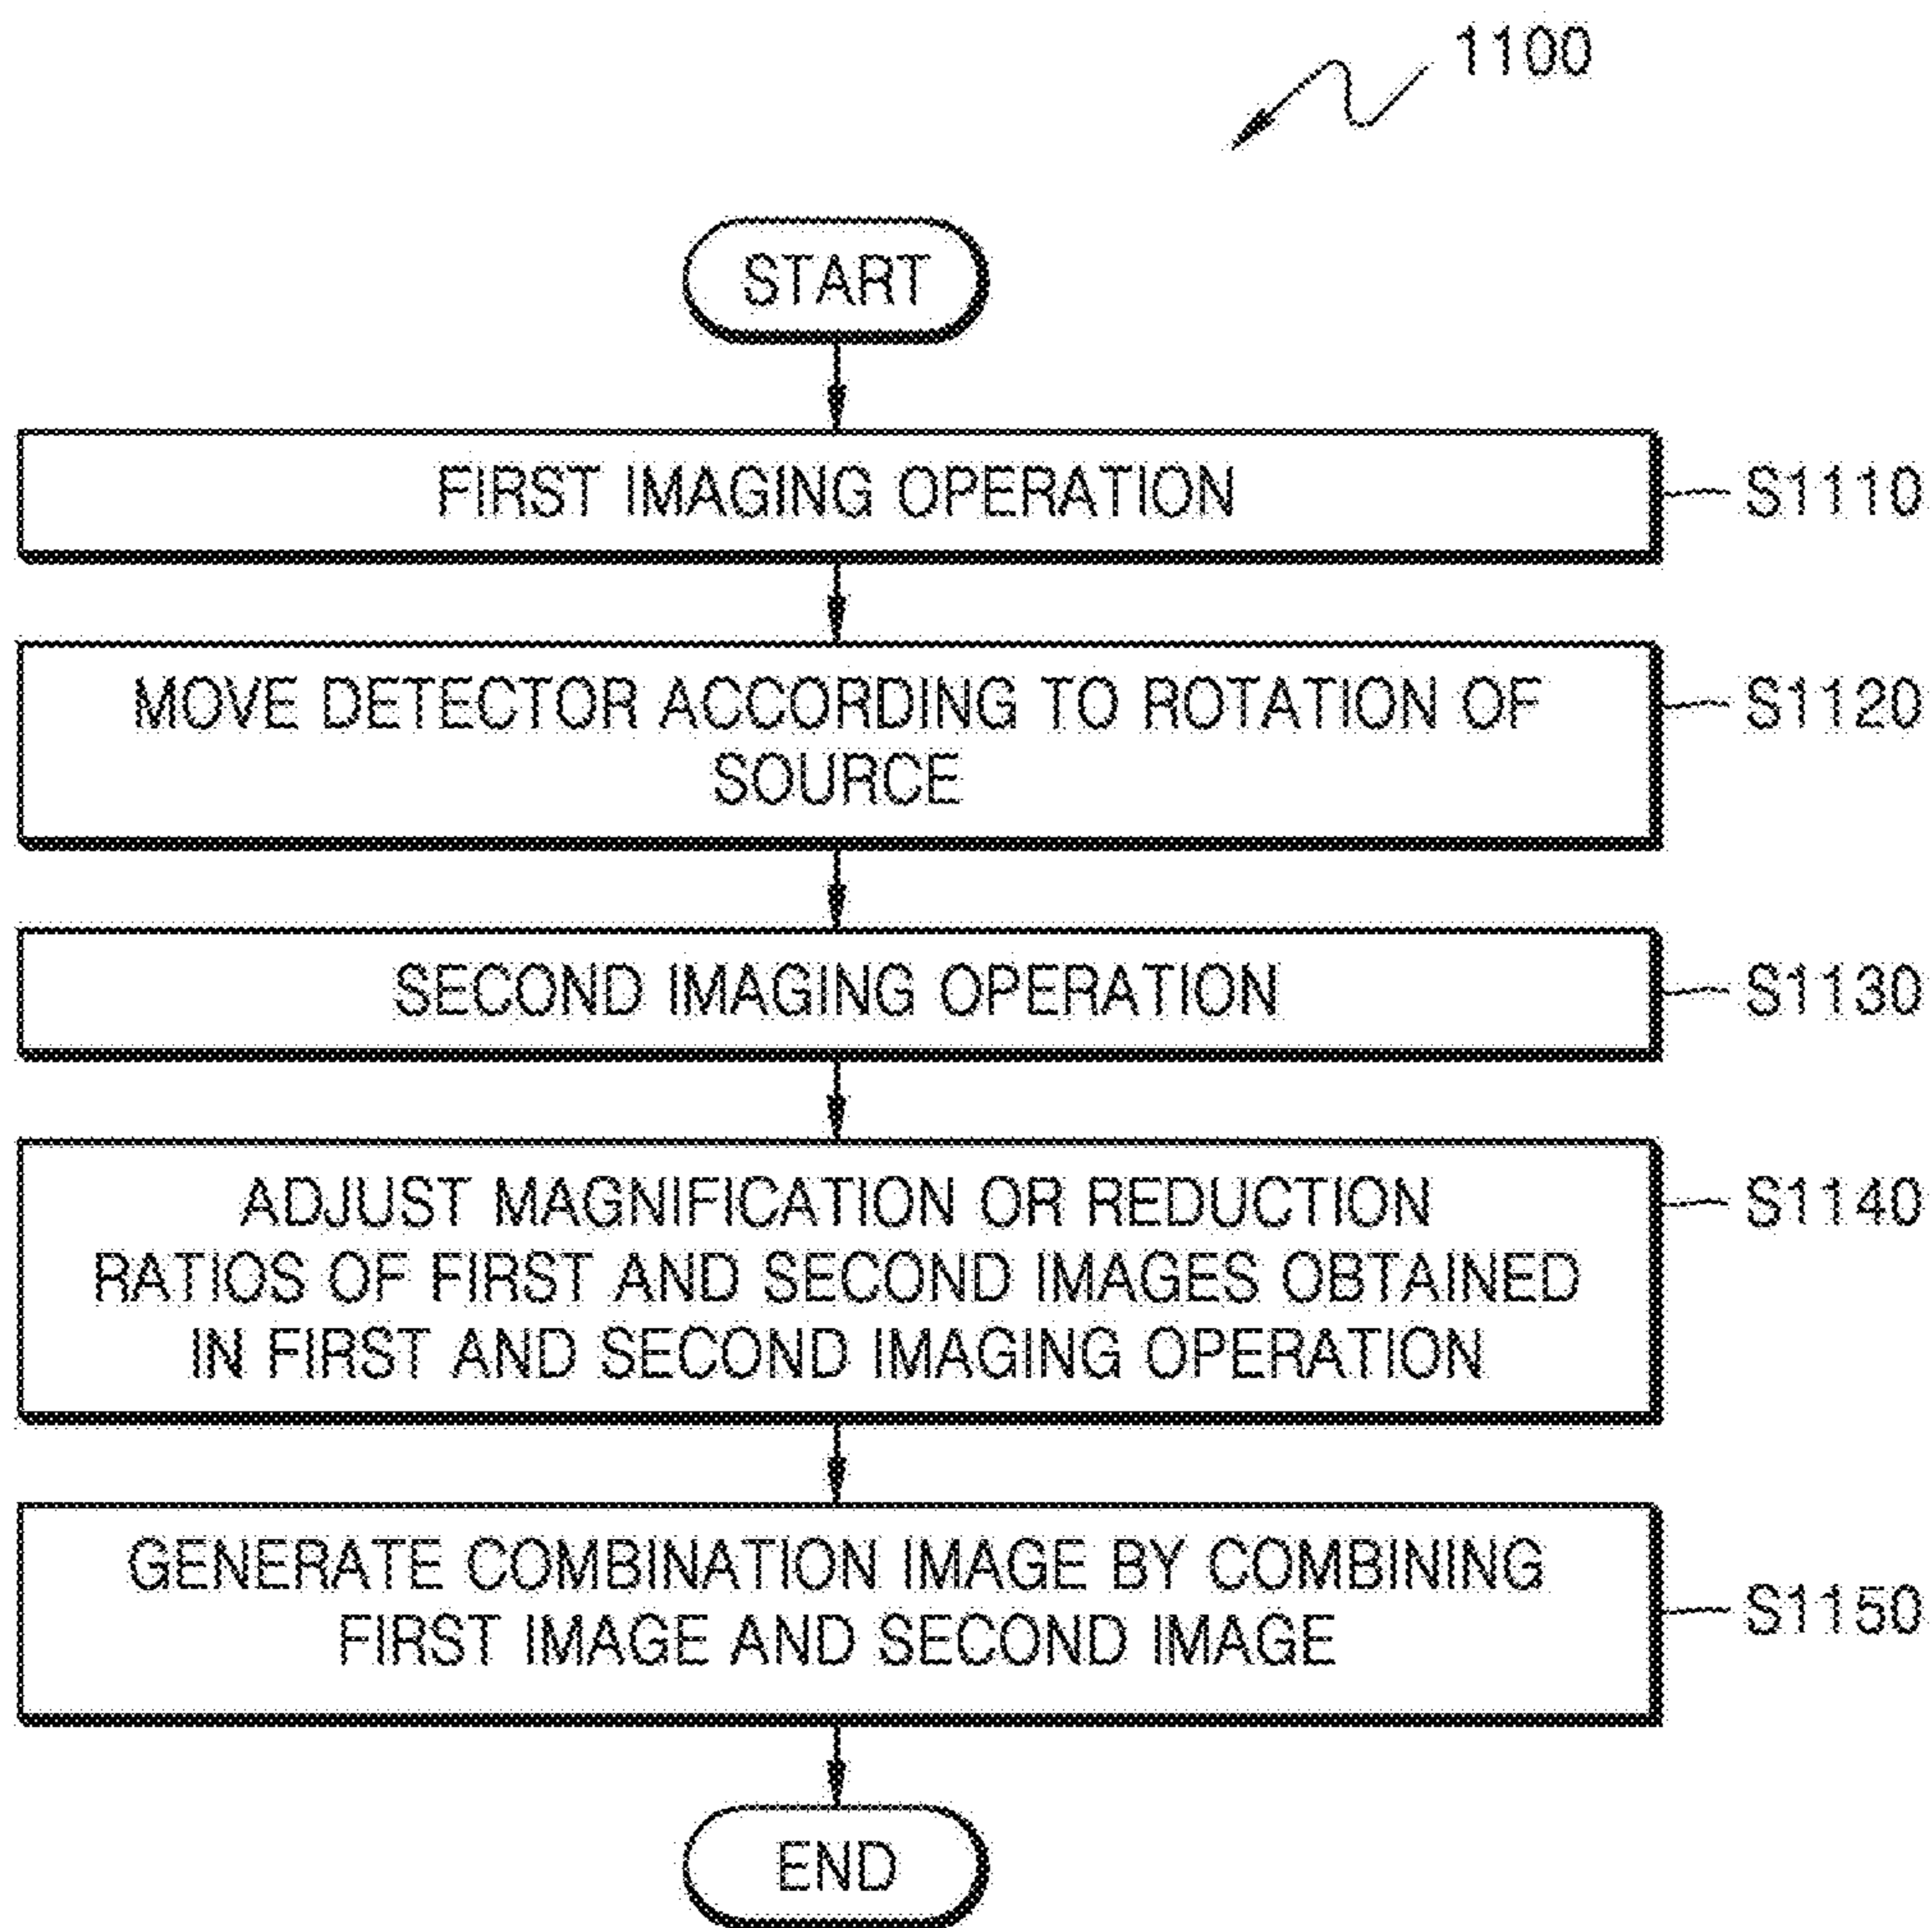 1100
START
FIRST IMAGING OPERATION
S1110
MOVE DETECTOR ACCORDING TO ROTATION OF
SOURCE
S1120
SECOND IMAGING OPERATION
S1130
ADJUST MAGNIFICATION OR REDUCTION
RATIOS OF FIRST AND SECOND IMAGES OBTAINED
IN FIRST AND SECOND IMAGING OPERATION
S1140
GENERATE COMBINATION IMAGE BY COMBINING
FIRST IMAGE AND SECOND IMAGE
S1150
END